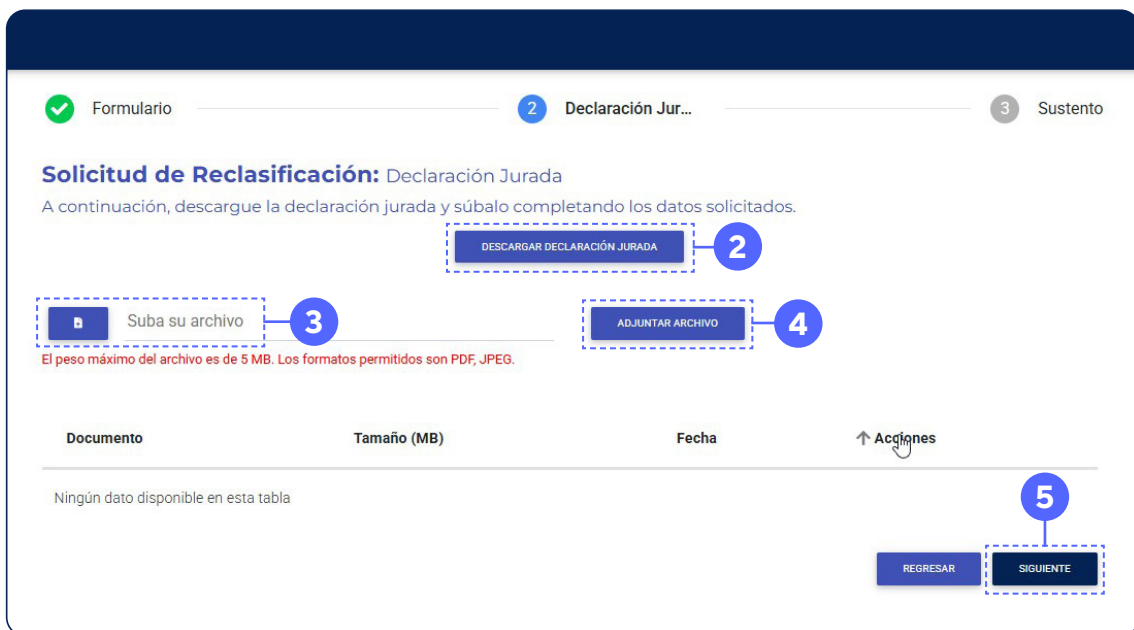 Formulario
2 Declaración Jur...
3 Sustento
Solicitud de Reclasificación: Declaración Jurada
A continuación, descargue la declaración jurada y súbalo completando los datos solicitados.
DESCARGAR DECLARACIÓN JURADA
2
Suba su archivo
3
ADJUNTAR ARCHIVO
4
El peso máximo del archivo es de 5 MB. Los formatos permitidos son PDF, JPEG.
Documento Tamaño (MB) Fecha Acciones
Ningún dato disponible en esta tabla
5
REGRESAR SIGUIENTE